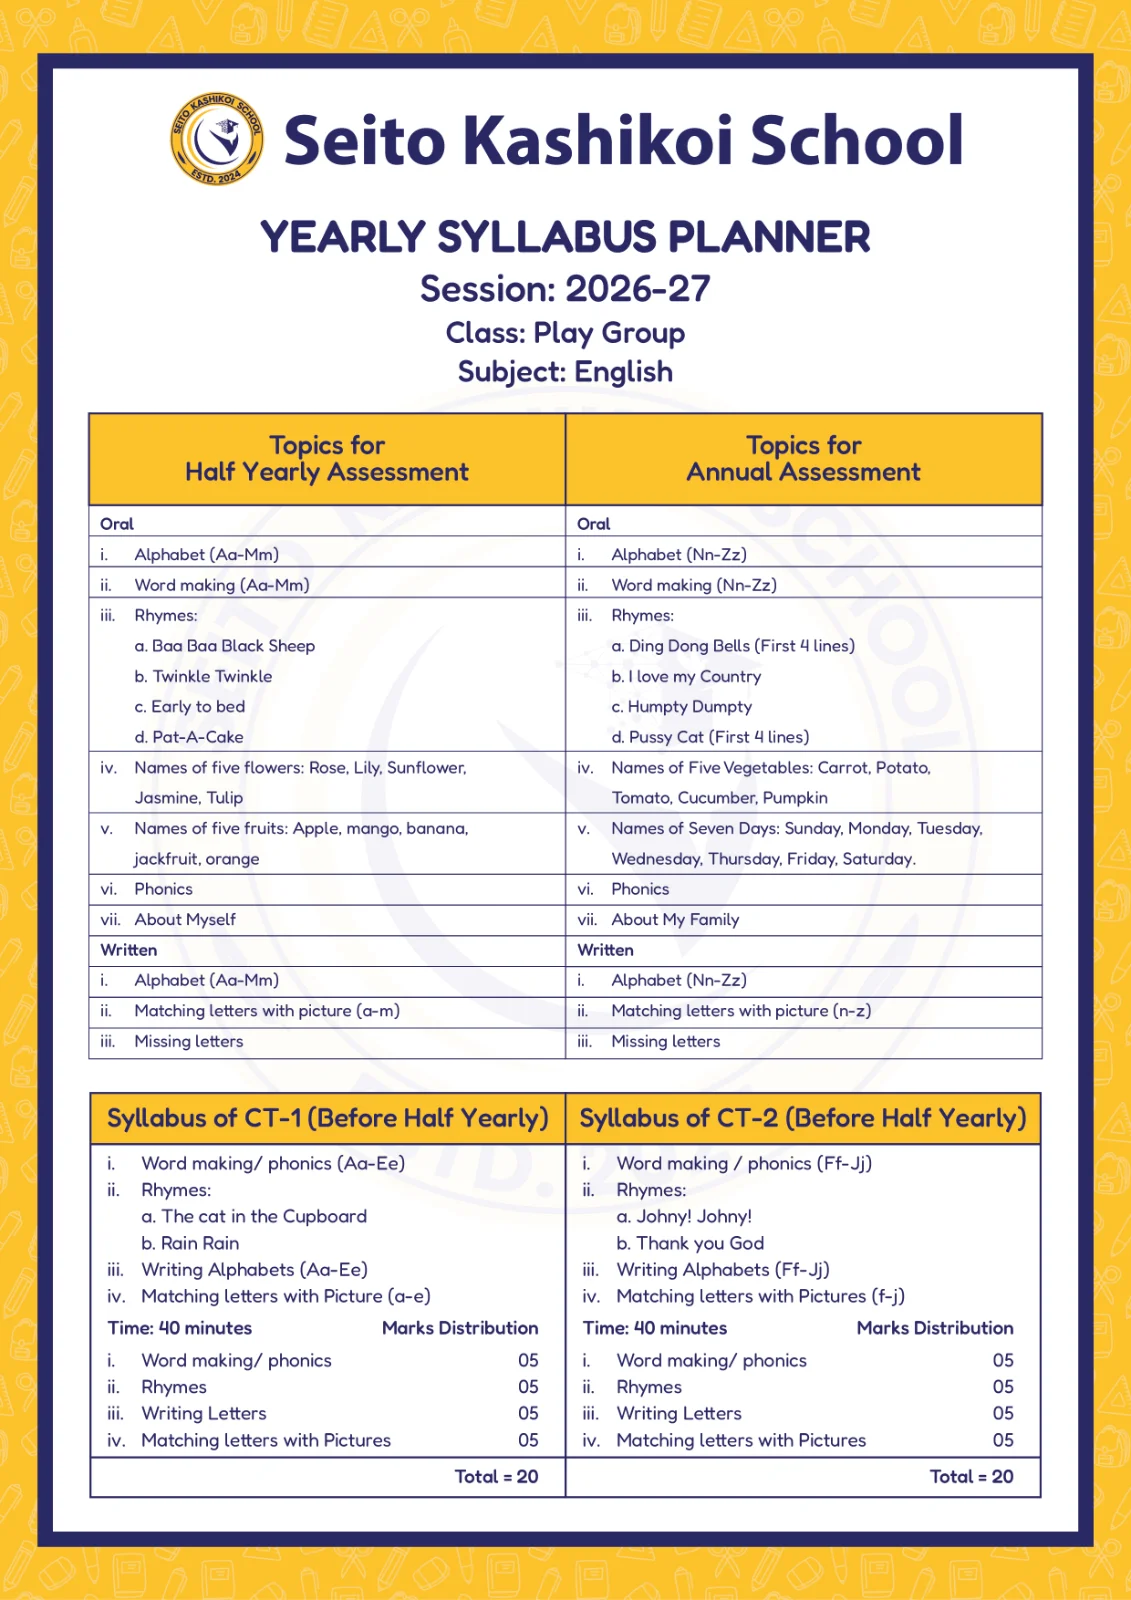 SEITO KASHIKOI SCHOOL
ESTD. 2024
Seito Kashikoi School
YEARLY SYLLABUS PLANNER
Session: 2026-27
Class: Play Group
Subject: English
Topics for
Half Yearly Assessment
Oral
i. Alphabet (Aa-Mm)
ii. Word making (Aa-Mm)
iii. Rhymes:
a. Baa Baa Black Sheep
b. Twinkle Twinkle
c. Early to bed
d. Pat-A-Cake
iv. Names of five flowers: Rose, Lily, Sunflower,
Jasmine, Tulip
v. Names of five fruits: Apple, mango, banana,
jackfruit, orange
vi. Phonics
vii. About Myself
Written
i. Alphabet (Aa-Mm)
ii. Matching letters with picture (a-m)
iii. Missing letters
Topics for
Annual Assessment
Oral
i. Alphabet (Nn-Zz)
ii. Word making (Nn-Zz)
iii. Rhymes:
a. Ding Dong Bells (First 4 lines)
b. I love my Country
c. Humpty Dumpty
d. Pussy Cat (First 4 lines)
iv. Names of Five Vegetables: Carrot, Potato,
Tomato, Cucumber, Pumpkin
v. Names of Seven Days: Sunday, Monday, Tuesday,
Wednesday, Thursday, Friday, Saturday.
vi. Phonics
vii. About My Family
Written
i. Alphabet (Nn-Zz)
ii. Matching letters with picture (n-z)
iii. Missing letters
Syllabus of CT-1 (Before Half Yearly)
i. Word making/ phonics (Aa-Ee)
ii. Rhymes:
a. The cat in the Cupboard
b. Rain Rain
iii. Writing Alphabets (Aa-Ee)
iv. Matching letters with Picture (a-e)
Time: 40 minutes Marks Distribution
i. Word making/ phonics 05
ii. Rhymes 05
iii. Writing Letters 05
iv. Matching letters with Pictures 05
Total = 20
Syllabus of CT-2 (Before Half Yearly)
i. Word making / phonics (Ff-Jj)
ii. Rhymes:
a. Johny! Johny!
b. Thank you God
iii. Writing Alphabets (Ff-Jj)
iv. Matching letters with Pictures (f-j)
Time: 40 minutes Marks Distribution
i. Word making/ phonics 05
ii. Rhymes 05
iii. Writing Letters 05
iv. Matching letters with Pictures 05
Total = 20